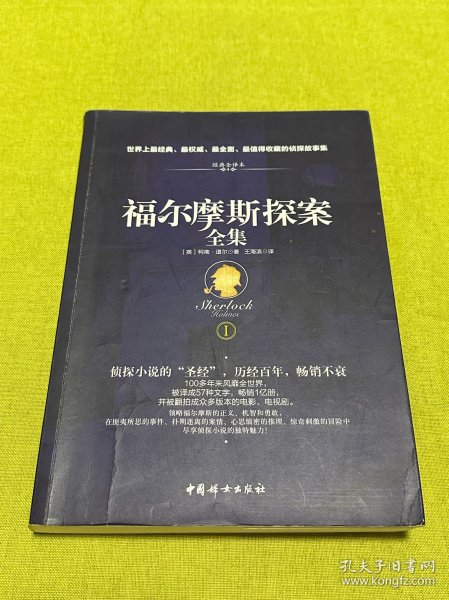 世界上最经典、最权威、最全面、最值得收藏的侦探故事集
经典全译本
福尔摩斯探案
全集
[英]柯南·道尔◎著 王海滨◎译
Sherlock
Holmes
I
侦探小说的“圣经”，历经百年，畅销不衰
100多年来风靡全世界，
被译成57种文字，畅销1亿册，
并被翻拍成众多版本的电影、电视剧。
领略福尔摩斯的正义、机智和勇敢，
在匪夷所思的事件、扑朔迷离的案情、心思缜密的推理、惊奇刺激的冒险中
尽享侦探小说的独特魅力！
中国妇女出版社
孔夫子旧书网
www.kongfz.com